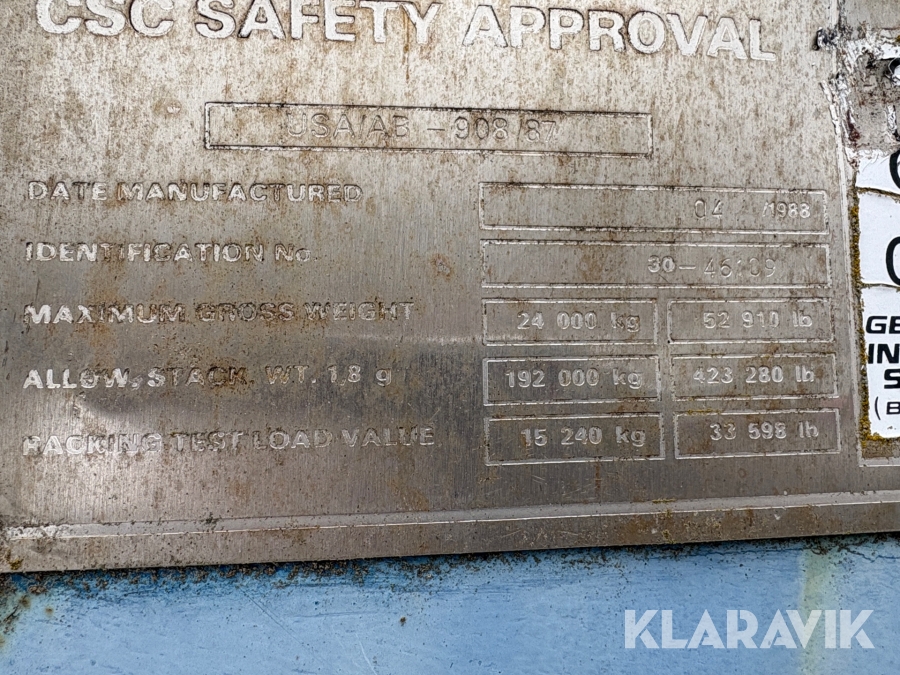 CSC SAFETY APPROVAL
USA/AB -908/87
DATE MANUFACTURED 04 /1988
IDENTIFICATION No. 30-46109
MAXIMUM GROSS WEIGHT 24 000 kg 52 910 lb
ALLOW, STACK. WT. 1,8 g 192 000 kg 423 280 lb
RACKING TEST LOAD VALUE 15 240 kg 33 598 lb
GE
IN
S
(B
KLARAVIK